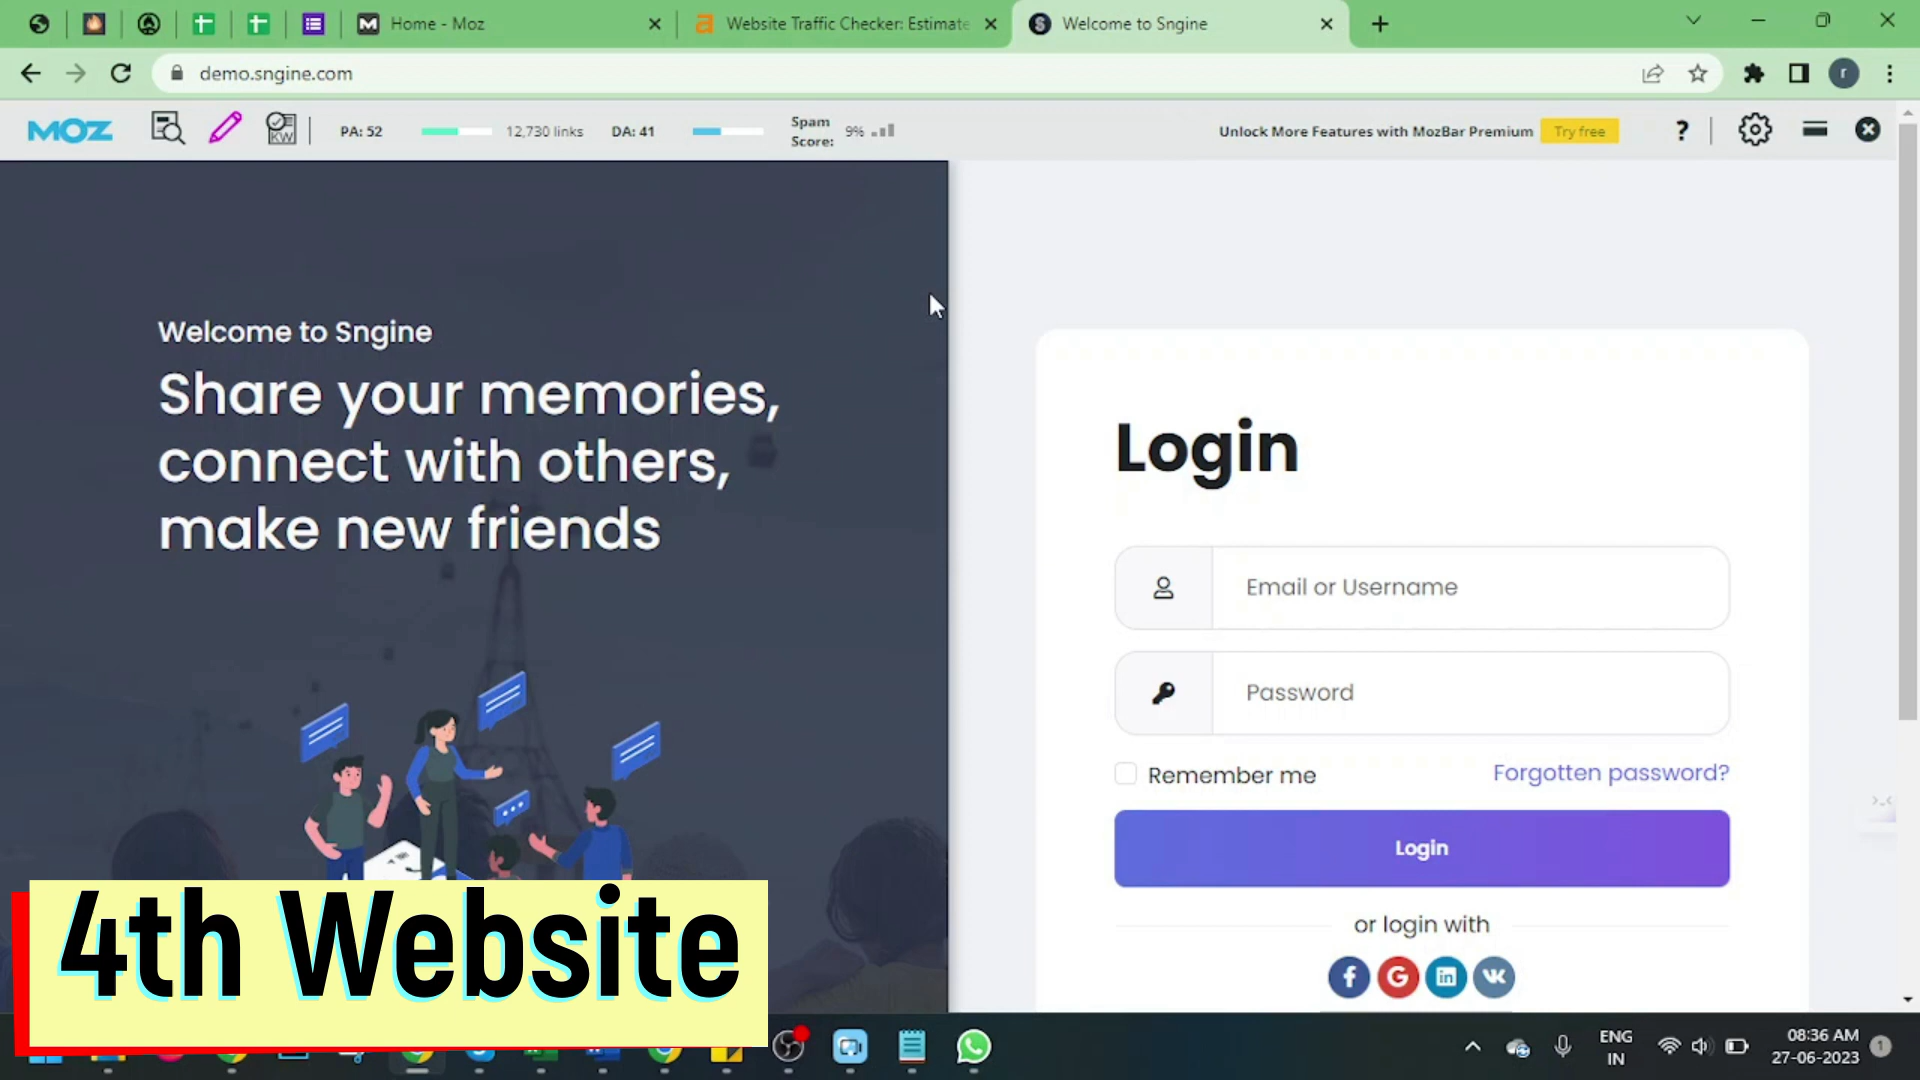 Home - Moz
Website Traffic Checker: Estimate
Welcome to Sngine
demo.sngine.com
MOZ
KW
PA: 52
12,730 links
DA: 41
Spam
Score:
9%
Unlock More Features with MozBar Premium
Try free
?
Welcome to Sngine
Share your memories,
connect with others,
make new friends
Login
Email or Username
Password
Remember me
Forgotten password?
Login
or login with
4th Website
ENG
IN
08:36 AM
27-06-2023
1